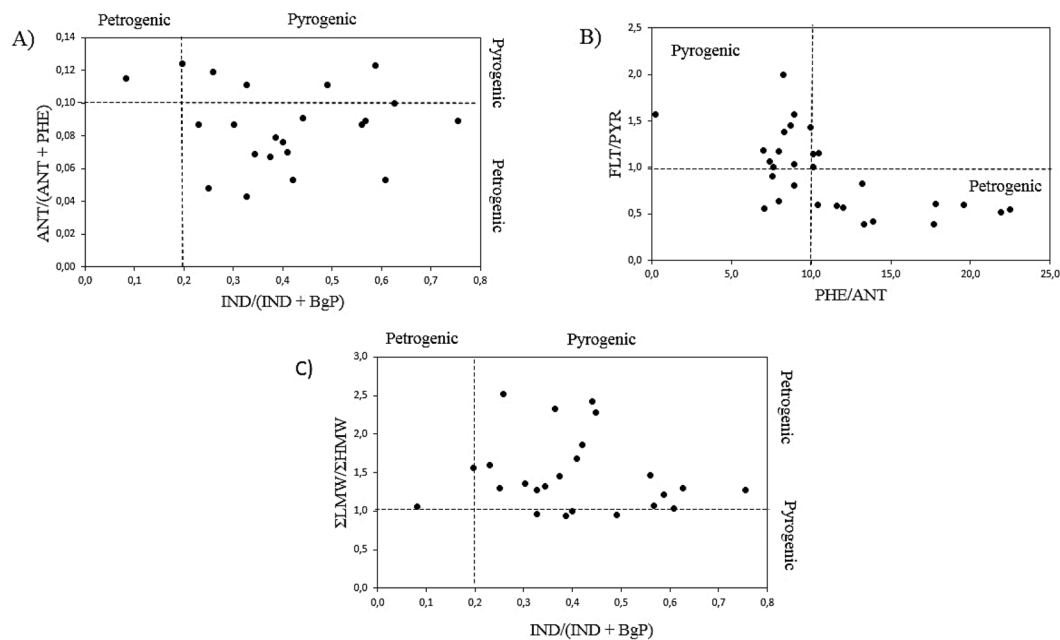 A)
Petrogenic Pyrogenic
0,14
0,12
0,10
0,08
0,06
0,04
0,02
0,00
ANT/(ANT + PHE)
0,0 0,1 0,2 0,3 0,4 0,5 0,6 0,7 0,8
IND/(IND + BgP)
Pyrogenic
Petrogenic
B)
2,5
2,0
1,5
1,0
0,5
0,0
FLT/PYR
Pyrogenic
Petrogenic
0,0 5,0 10,0 15,0 20,0 25,0
PHE/ANT
C)
Petrogenic Pyrogenic
3,0
2,5
2,0
1,5
1,0
0,5
0,0
ΣLMW/ΣHMW
0,0 0,1 0,2 0,3 0,4 0,5 0,6 0,7 0,8
IND/(IND + BgP)
Petrogenic
Pyrogenic